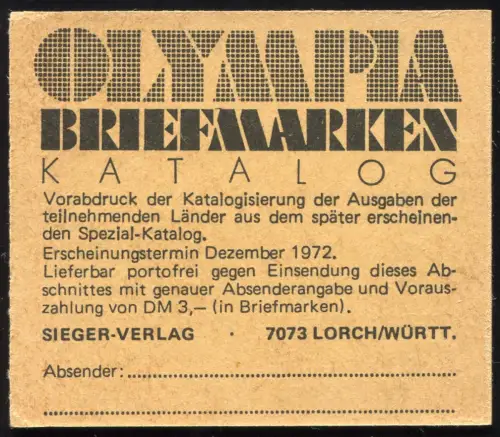 OLYMPIA
BRIEFMARKEN
KATALOG
Vorabdruck der Katalogisierung der Ausgaben der
teilnehmenden Länder aus dem später erscheinen-
den Spezial-Katalog.
Erscheinungstermin Dezember 1972.
Lieferbar portofrei gegen Einsendung dieses Ab-
schnittes mit genauer Absenderangabe und Voraus-
zahlung von DM 3,– (in Briefmarken).
SIEGER-VERLAG · 7073 LORCH/WÜRTT.
Absender: